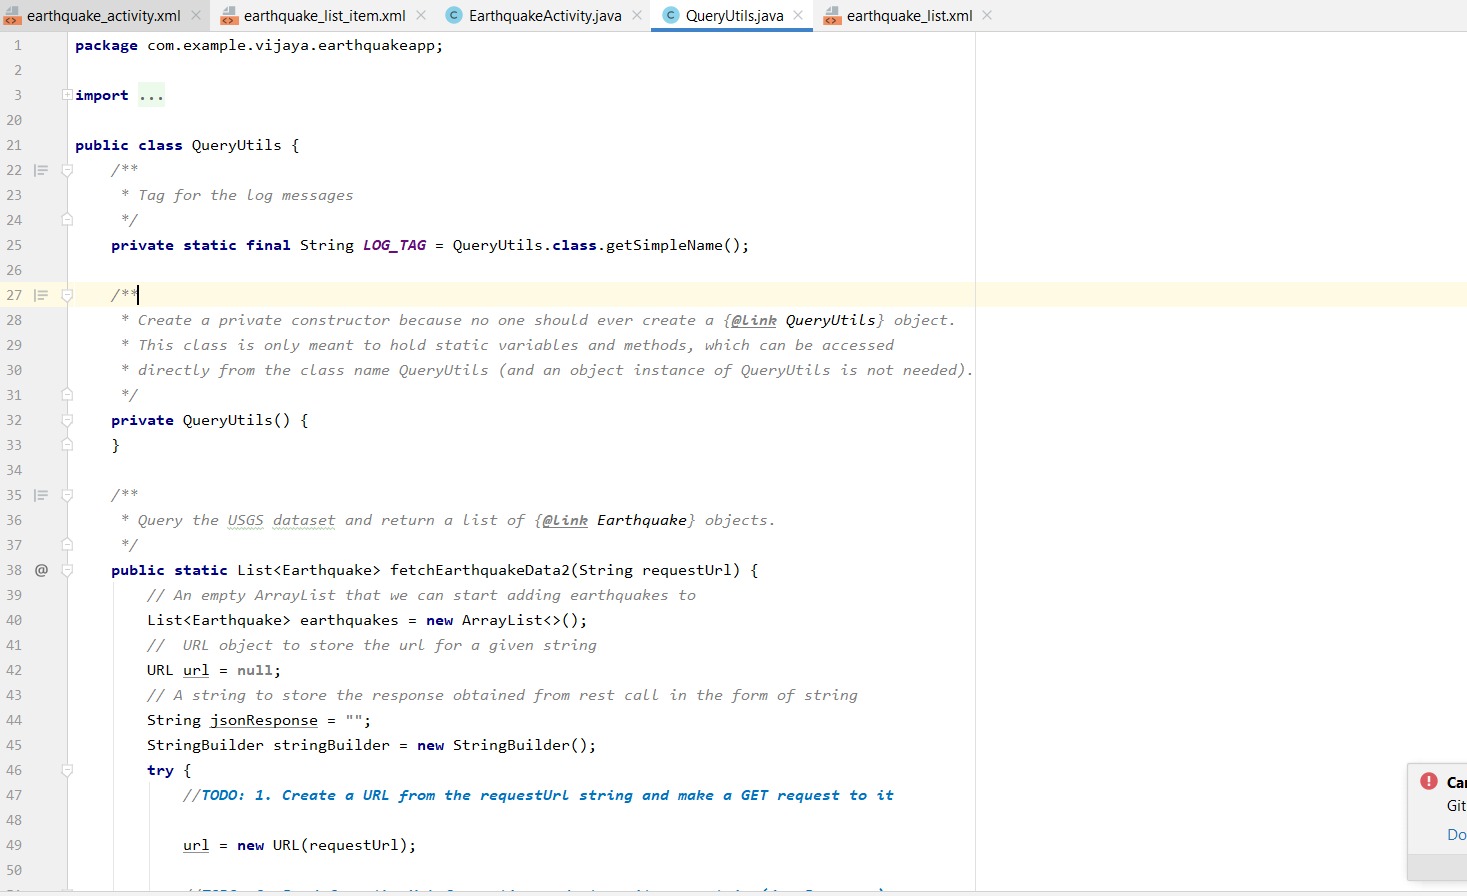 earthquake_activity.xml earthquake_list_item.xml EarthquakeActivity.java QueryUtils.java earthquake_list.xml
1 package com.example.vijaya.earthquakeapp;
2
3 import ...
20
21 public class QueryUtils {
22 /**
23 * Tag for the log messages
24 */
25 private static final String LOG_TAG = QueryUtils.class.getSimpleName();
26
27 /**
28 * Create a private constructor because no one should ever create a {@link QueryUtils} object.
29 * This class is only meant to hold static variables and methods, which can be accessed
30 * directly from the class name QueryUtils (and an object instance of QueryUtils is not needed).
31 */
32 private QueryUtils() {
33 }
34
35 /**
36 * Query the USGS dataset and return a list of {@link Earthquake} objects.
37 */
38 @ public static List<Earthquake> fetchEarthquakeData2(String requestUrl) {
39 // An empty ArrayList that we can start adding earthquakes to
40 List<Earthquake> earthquakes = new ArrayList<>();
41 //  URL object to store the url for a given string
42 URL url = null;
43 // A string to store the response obtained from rest call in the form of string
44 String jsonResponse = "";
45 StringBuilder stringBuilder = new StringBuilder();
46 try {
47 //TODO: 1. Create a URL from the requestUrl string and make a GET request to it
48
49 url = new URL(requestUrl);
50
Can
Git
Do